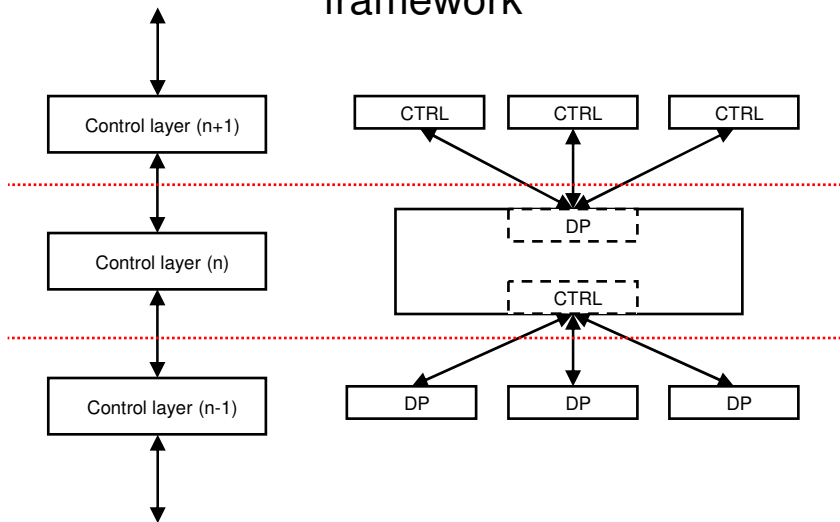 framework
Control layer (n+1)
CTRL
CTRL
CTRL
DP
Control layer (n)
CTRL
Control layer (n-1)
DP
DP
DP